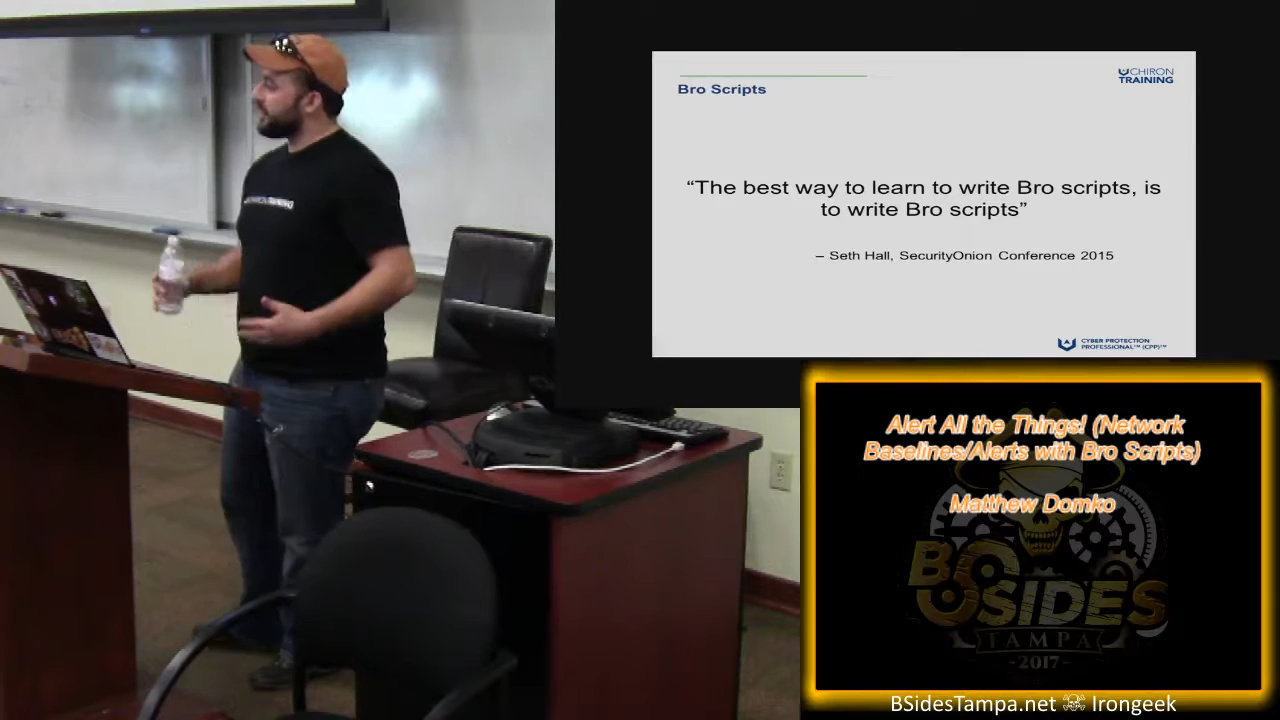 CHIRON
TRAINING
Bro Scripts
“The best way to learn to write Bro scripts, is
to write Bro scripts”
– Seth Hall, SecurityOnion Conference 2015
CYBER PROTECTION
PROFESSIONAL™ (CPP)™
CHIRON TRAINING
Alert All the Things! (Network
Baselines/Alerts with Bro Scripts)
Matthew Domko
BSIDES
TAMPA
-2017-
BSidesTampa.net ☠ Irongeek